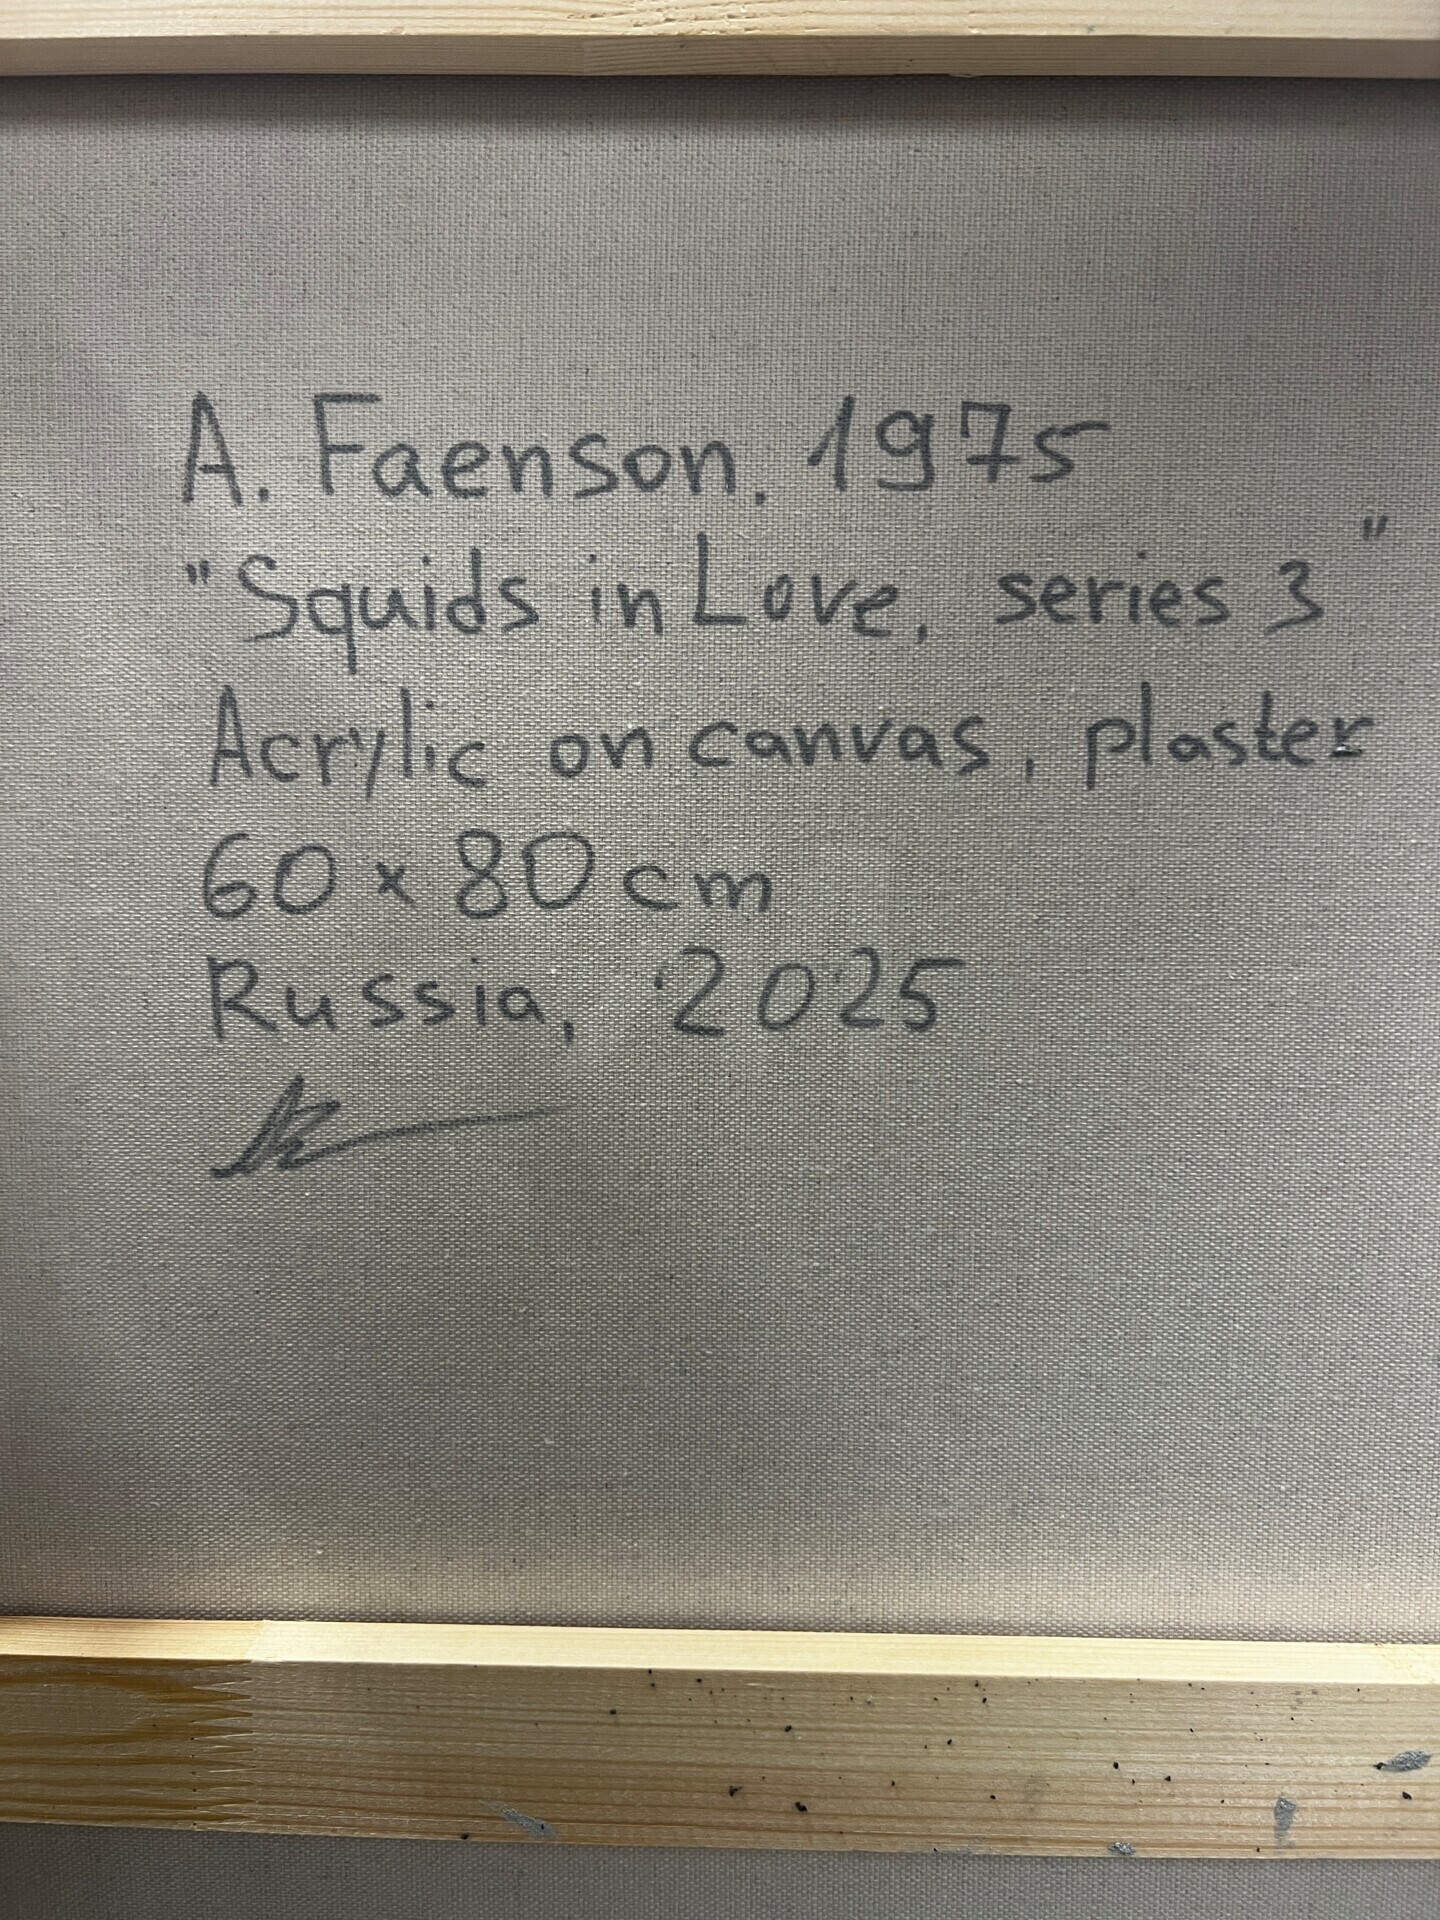 A. Faenson. 1975
"Squids in Love, series 3"
Acrylic on canvas, plaster
60 x 80 cm
Russia, 2025